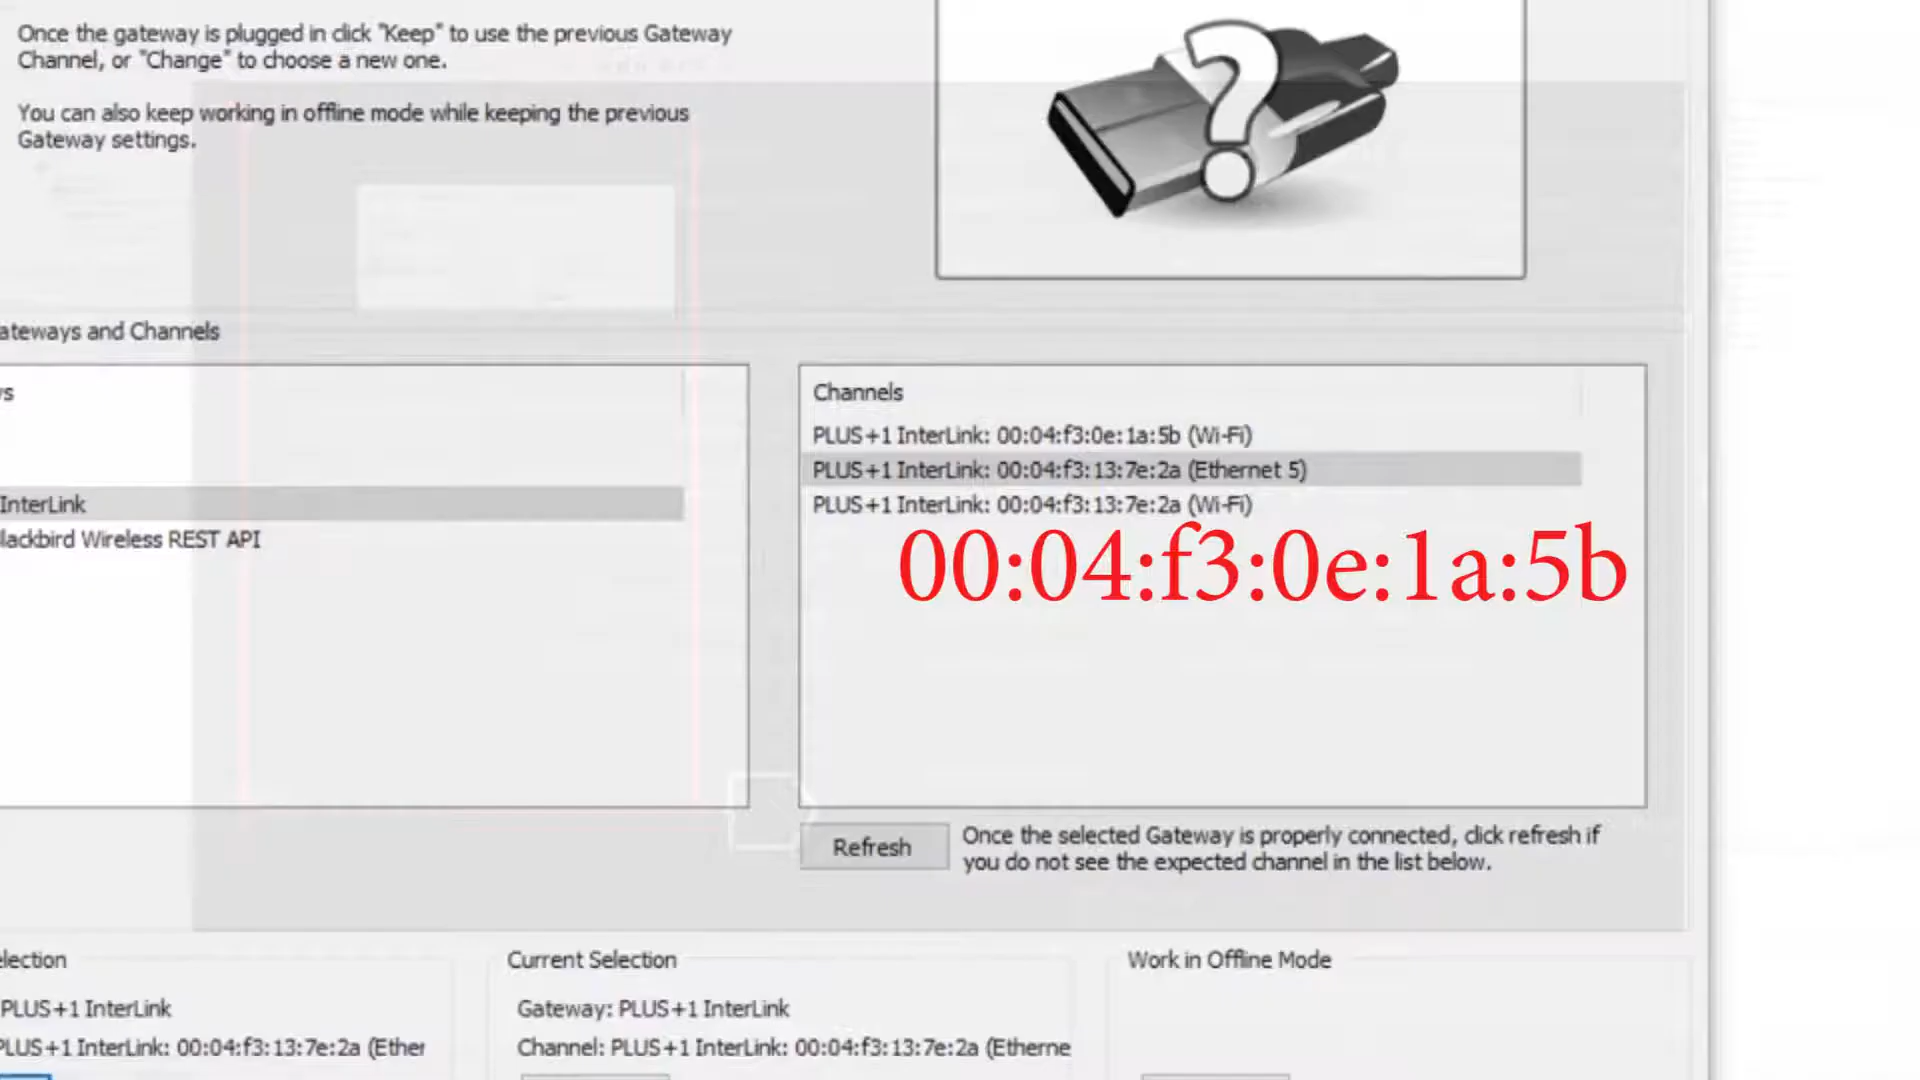 Once the gateway is plugged in click "Keep" to use the previous Gateway
Channel, or "Change" to choose a new one.
You can also keep working in offline mode while keeping the previous
Gateway settings.
ateways and Channels
s
InterLink
lackbird Wireless REST API
Channels
PLUS+1 InterLink: 00:04:f3:0e:1a:5b (Wi-Fi)
PLUS+1 InterLink: 00:04:f3:13:7e:2a (Ethernet 5)
PLUS+1 InterLink: 00:04:f3:13:7e:2a (Wi-Fi)
00:04:f3:0e:1a:5b
Refresh
Once the selected Gateway is properly connected, click refresh if
you do not see the expected channel in the list below.
election
PLUS+1 InterLink
PLUS+1 InterLink: 00:04:f3:13:7e:2a (Ether
Current Selection
Gateway: PLUS+1 InterLink
Channel: PLUS+1 InterLink: 00:04:f3:13:7e:2a (Etherne
Work in Offline Mode